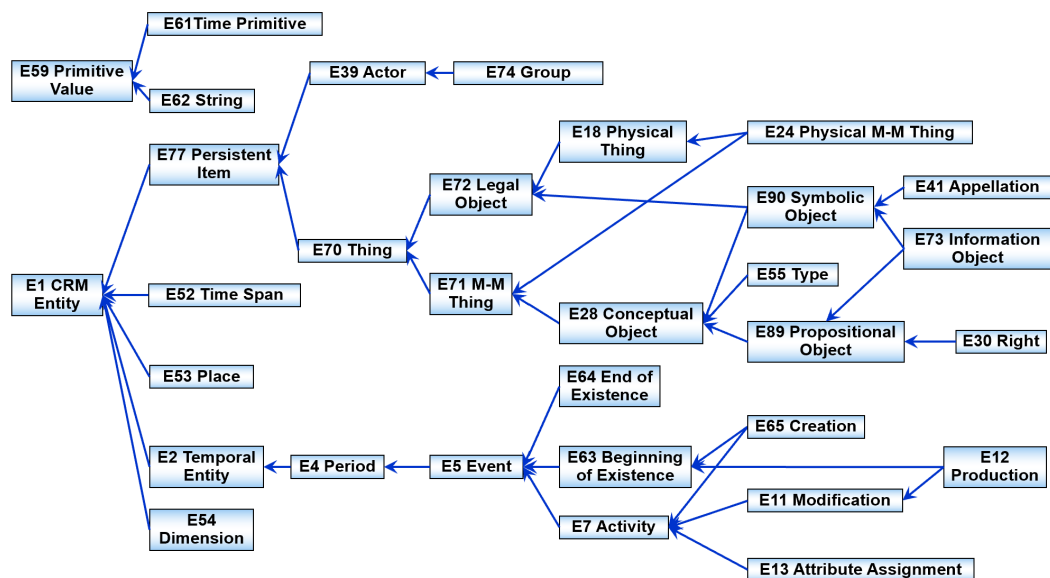 E61Time Primitive
E59 Primitive
Value
E62 String
E39 Actor
E74 Group
E77 Persistent
Item
E18 Physical
Thing
E24 Physical M-M Thing
E72 Legal
Object
E90 Symbolic
Object
E41 Appellation
E70 Thing
E73 Information
Object
E1 CRM
Entity
E52 Time Span
E71 M-M
Thing
E55 Type
E28 Conceptual
Object
E89 Propositional
Object
E30 Right
E53 Place
E64 End of
Existence
E65 Creation
E2 Temporal
Entity
E4 Period
E5 Event
E63 Beginning
of Existence
E12
Production
E11 Modification
E54
Dimension
E7 Activity
E13 Attribute Assignment